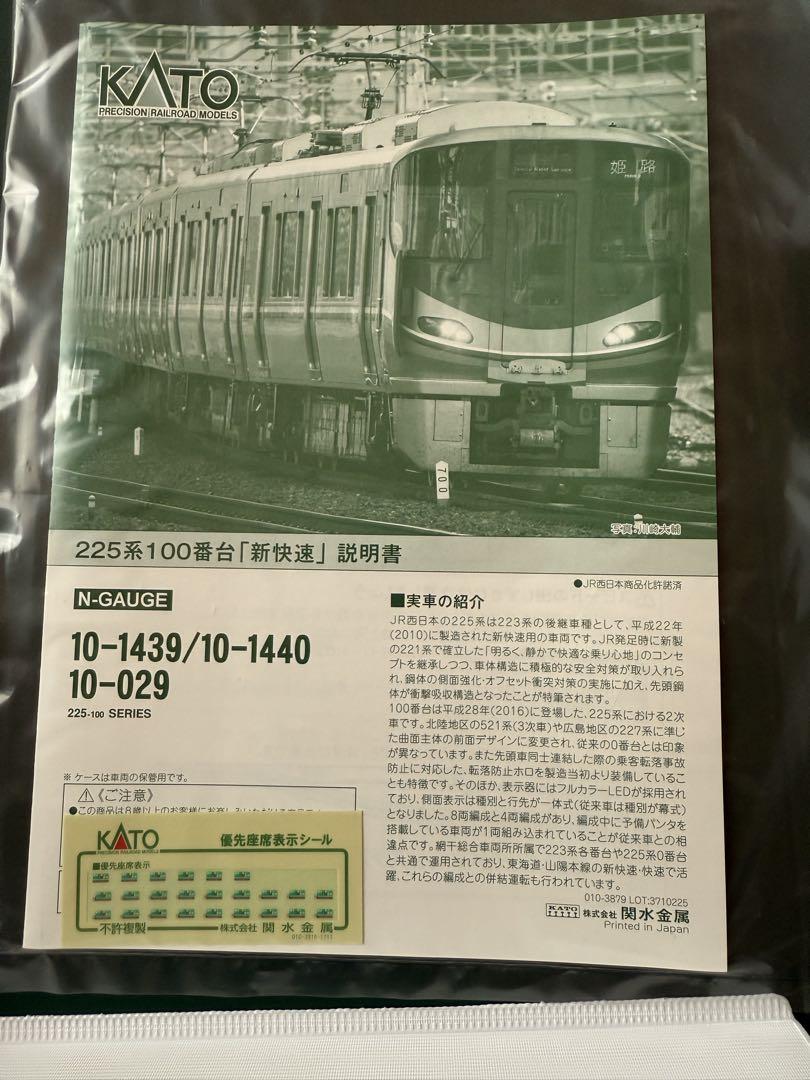 KATO
PRECISION RAILROAD MODELS
Special Rapid Service
姫路
700
写真:川崎大輔
225系100番台「新快速」説明書
●JR西日本商品化許諾済
N-GAUGE
10-1439/10-1440
10-029
225-100 SERIES
■実車の紹介
JR西日本の225系は223系の後継車種として、平成22年
(2010)に製造された新快速用の車両です。JR発足時に新製
の221系で確立した「明るく、静かで快適な乗り心地」のコンセ
プトを継承しつつ、車体構造に積極的な安全対策が取り入れら
れ、鋼体の側面強化・オフセット衝突対策の実施に加え、先頭鋼
体が衝撃吸収構造となったことが特筆されます。
100番台は平成28年(2016)に登場した、225系における2次
車です。北陸地区の521系(3次車)や広島地区の227系に準じ
た曲面主体の前面デザインに変更され、従来の0番台とは印象
が異なっています。また先頭車同士連結した際の乗客転落事故
防止に対応した、転落防止ホロを製造当初より装備しているこ
とも特徴です。そのほか、表示器にはフルカラーLEDが採用され
ており、側面表示は種別と行先が一体式(従来車は種別が幕式)
となりました。8両編成と4両編成があり、編成中に予備パンタを
搭載している車両が1両組み込まれていることが従来車との相
違点です。網干総合車両所所属で223系各番台や225系0番台
と共通で運用されており、東海道・山陽本線の新快速・快速で活
躍、これらの編成との併結運転も行われています。
010-3879 LOT:3710225
KATO 株式会社 関水金属
Printed in Japan
※ ケースは車両の保管用です。
⚠《ご注意》
●この商品は8歳以上のお客様に
KATO
PRECISION RAILROAD MODELS
優先座席表示シール
■優先座席表示
不許複製
株式会社 関水金属